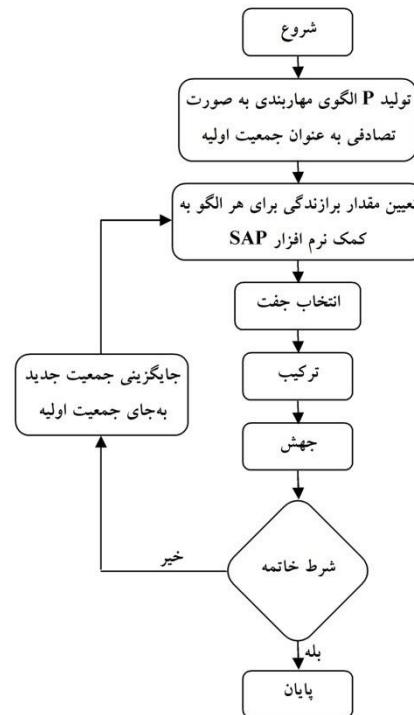 شروع
تولید P الگوی مهاربندی به صورت
تصادفی به عنوان جمعیت اولیه
تعیین مقدار برازندگی برای هر الگو به
کمک نرم افزار SAP
انتخاب جفت
ترکیب
جهش
جایگزینی جمعیت جدید
به‌جای جمعیت اولیه
شرط خاتمه
خیر
بله
پایان